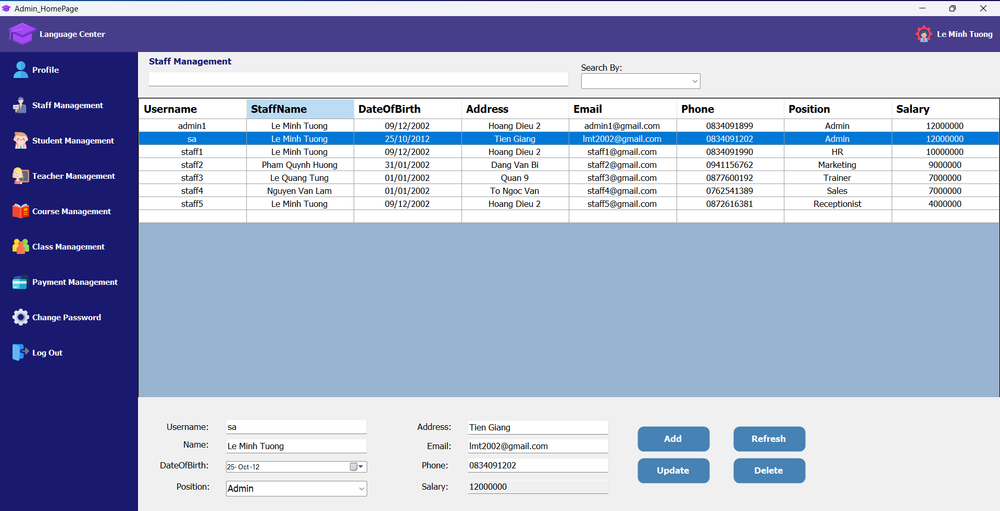 Admin_HomePage
Language Center
Le Minh Tuong
Profile
Staff Management
Student Management
Teacher Management
Course Management
Class Management
Payment Management
Change Password
Log Out
Staff Management
Search By:
Username StaffName DateOfBirth Address Email Phone Position Salary
admin1 Le Minh Tuong 09/12/2002 Hoang Dieu 2 admin1@gmail.com 0834091899 Admin 12000000
sa Le Minh Tuong 25/10/2012 Tien Giang lmt2002@gmail.com 0834091202 Admin 12000000
staff1 Le Minh Tuong 09/12/2002 Hoang Dieu 2 staff1@gmail.com 0834091990 HR 10000000
staff2 Pham Quynh Huong 31/01/2002 Dang Van Bi staff2@gmail.com 0941156762 Marketing 9000000
staff3 Le Quang Tung 01/01/2002 Quan 9 staff3@gmail.com 0877600192 Trainer 7000000
staff4 Nguyen Van Lam 01/01/2002 To Ngoc Van staff4@gmail.com 0762541389 Sales 7000000
staff5 Le Minh Tuong 09/12/2002 Hoang Dieu 2 staff5@gmail.com 0872616381 Receptionist 4000000
Username: sa
Name: Le Minh Tuong
DateOfBirth: 25- Oct -12
Position: Admin
Address: Tien Giang
Email: lmt2002@gmail.com
Phone: 0834091202
Salary: 12000000
Add Refresh
Update Delete